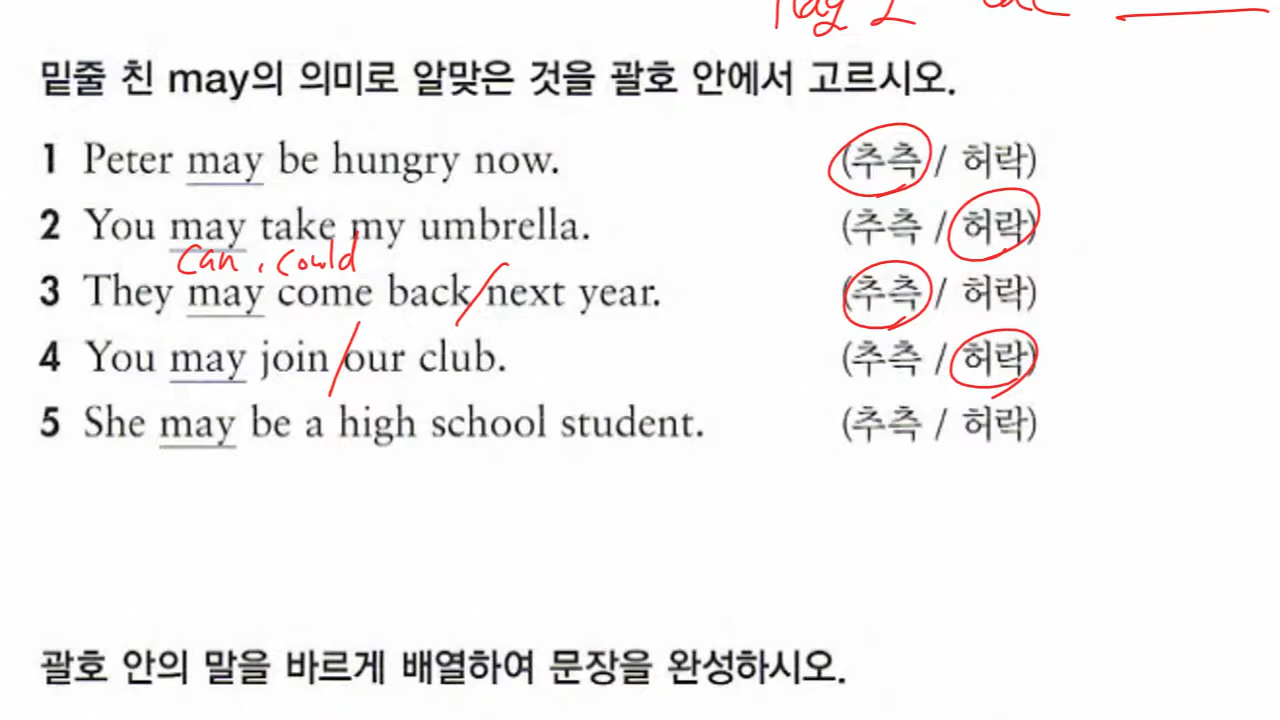 밑줄 친 may의 의미로 알맞은 것을 괄호 안에서 고르시오.
1 Peter may be hungry now. (추측 / 허락)
2 You may take my umbrella. (추측 / 허락)
can, could
3 They may come back / next year. (추측 / 허락)
4 You may join / our club. (추측 / 허락)
5 She may be a high school student. (추측 / 허락)
괄호 안의 말을 바르게 배열하여 문장을 완성하시오.